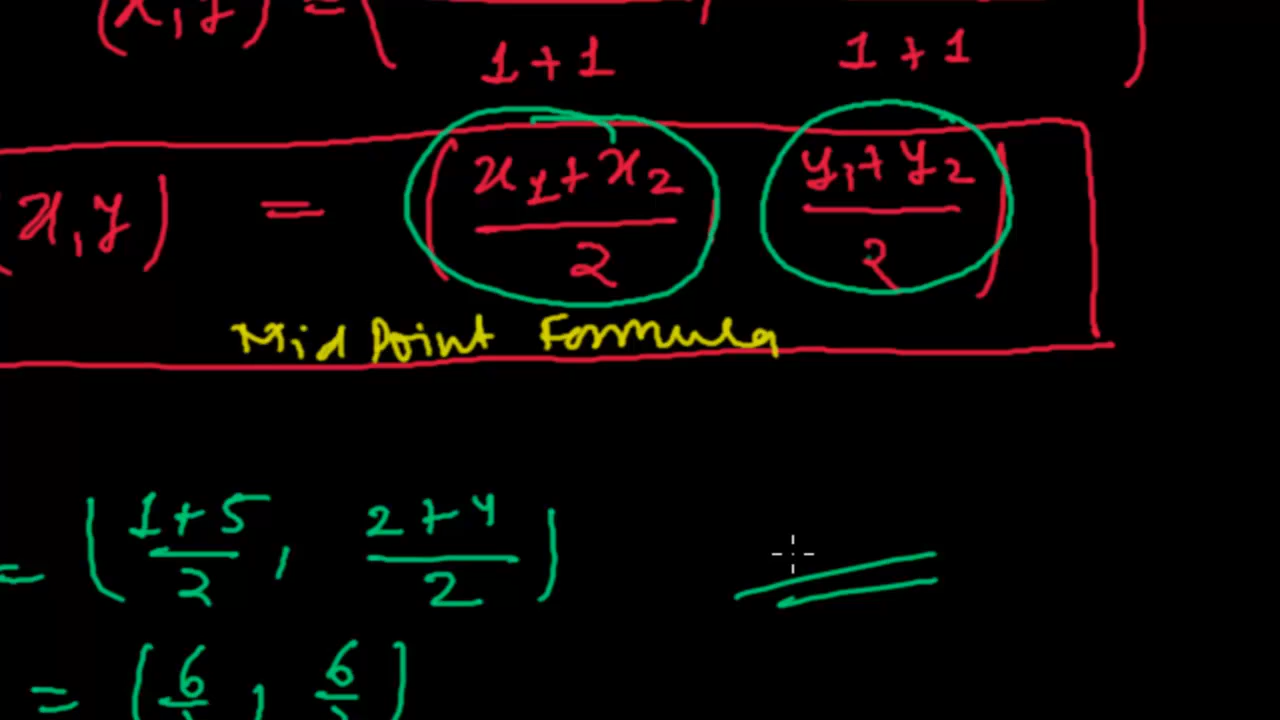 (x,y) = ( 1+1 , 1+1 )
(x,y) = ( x1+x2/2 y1+y2/2 )
Mid Point Formula
= ( 1+5/2 , 2+4/2 )
= ( 6 , 6 )